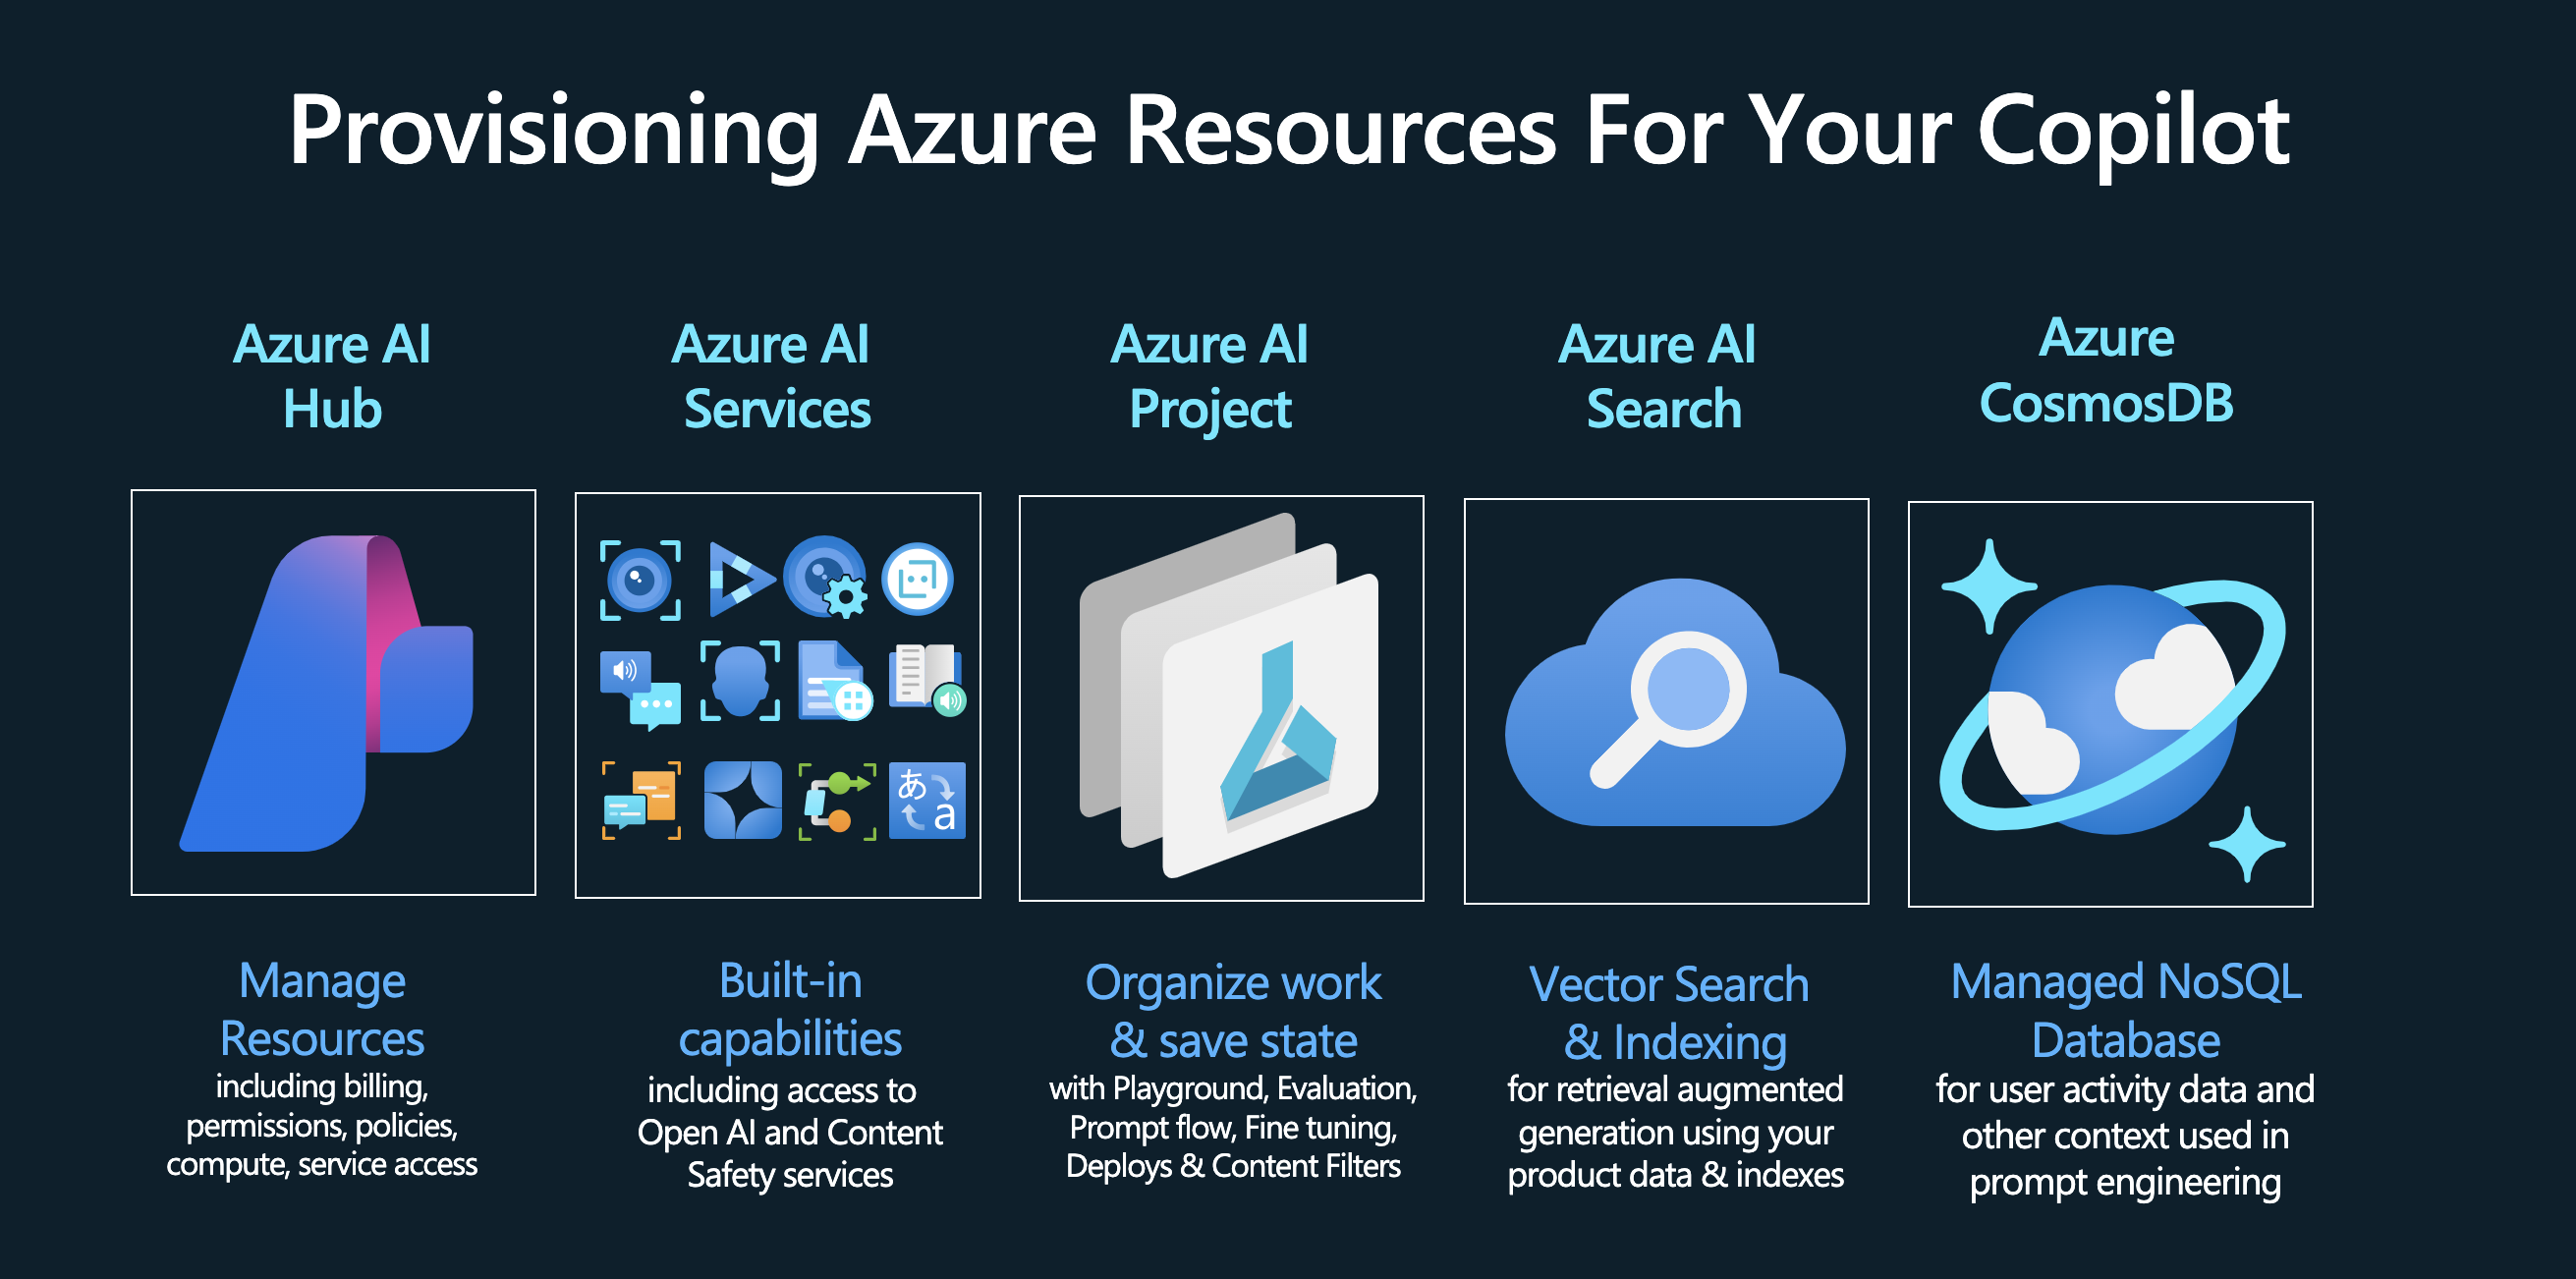 Provisioning Azure Resources For Your Copilot
Azure AI
Hub
Manage
Resources
including billing,
permissions, policies,
compute, service access
Azure AI
Services
あ
a
Built-in
capabilities
including access to
Open AI and Content
Safety services
Azure AI
Project
Organize work
& save state
with Playground, Evaluation,
Prompt flow, Fine tuning,
Deploys & Content Filters
Azure AI
Search
Vector Search
& Indexing
for retrieval augmented
generation using your
product data & indexes
Azure
CosmosDB
Managed NoSQL
Database
for user activity data and
other context used in
prompt engineering